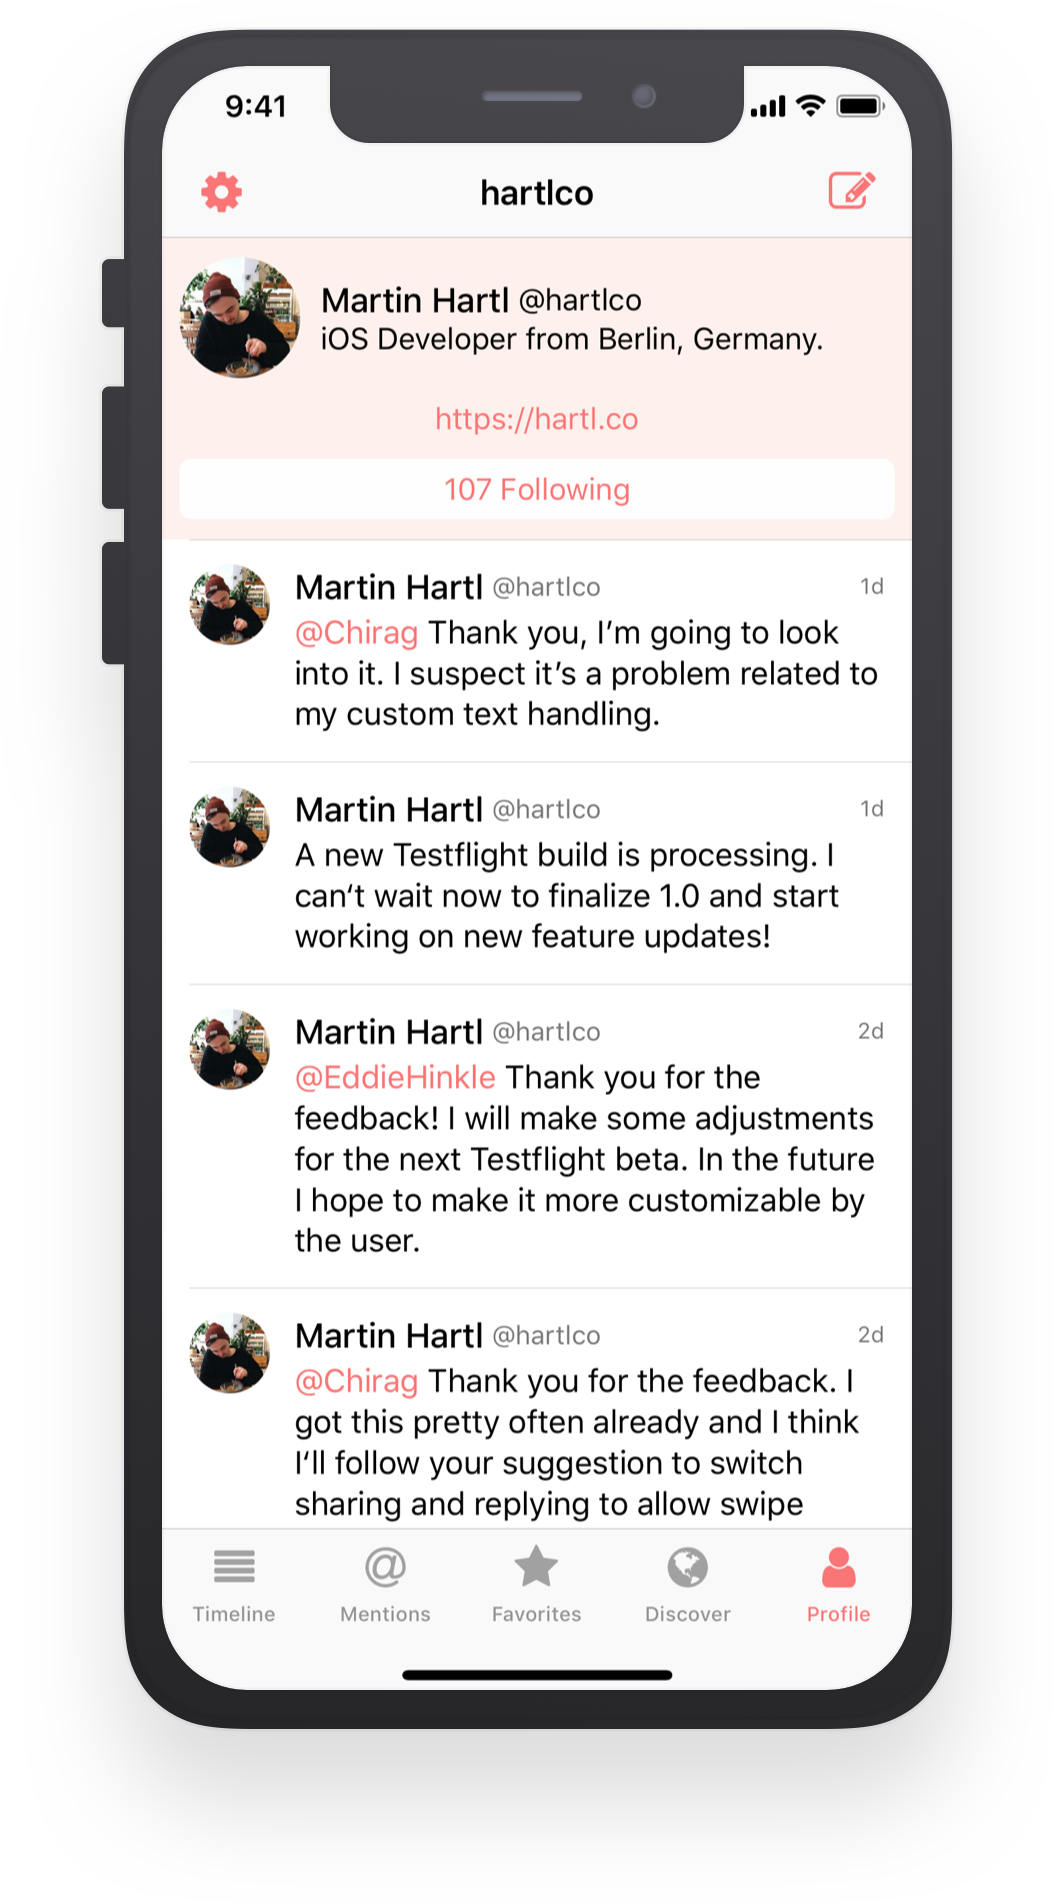 9:41
hartlco
Martin Hartl @hartlco
iOS Developer from Berlin, Germany.
https://hartl.co
107 Following
Martin Hartl @hartlco 1d
@Chirag Thank you, I’m going to look
into it. I suspect it’s a problem related to
my custom text handling.
Martin Hartl @hartlco 1d
A new Testflight build is processing. I
can‘t wait now to finalize 1.0 and start
working on new feature updates!
Martin Hartl @hartlco 2d
@EddieHinkle Thank you for the
feedback! I will make some adjustments
for the next Testflight beta. In the future
I hope to make it more customizable by
the user.
Martin Hartl @hartlco 2d
@Chirag Thank you for the feedback. I
got this pretty often already and I think
I‘ll follow your suggestion to switch
sharing and replying to allow swipe
Timeline Mentions Favorites Discover Profile